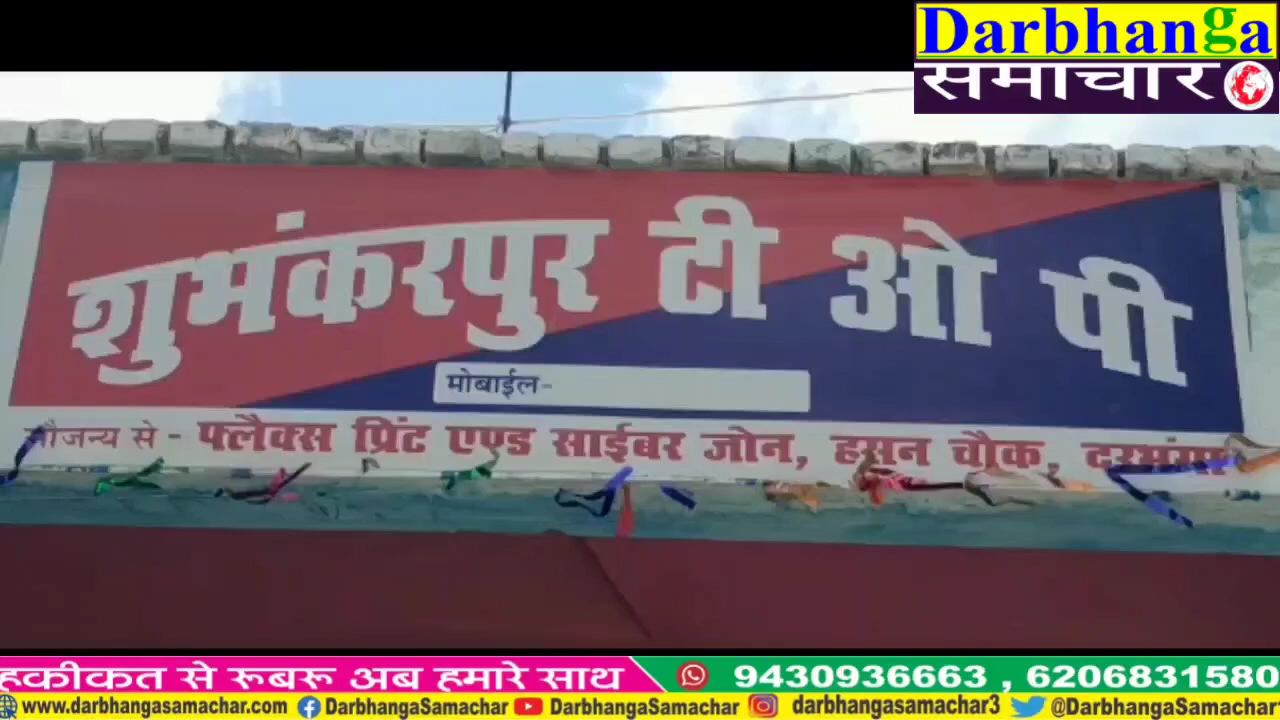 Darbhanga
समाचार
शुभंकरपुर टी ओ पी
मोबाईल-
सौजन्य से - फ्लैक्स प्रिंट एण्ड साईबर जोन, हसन चौक, दरभंगा
हकीकत से रूबरू अब हमारे साथ 9430936663 , 6206831580
www.darbhangasamachar.com DarbhangaSamachar DarbhangaSamachar darbhangasamachar3 @DarbhangaSamachar